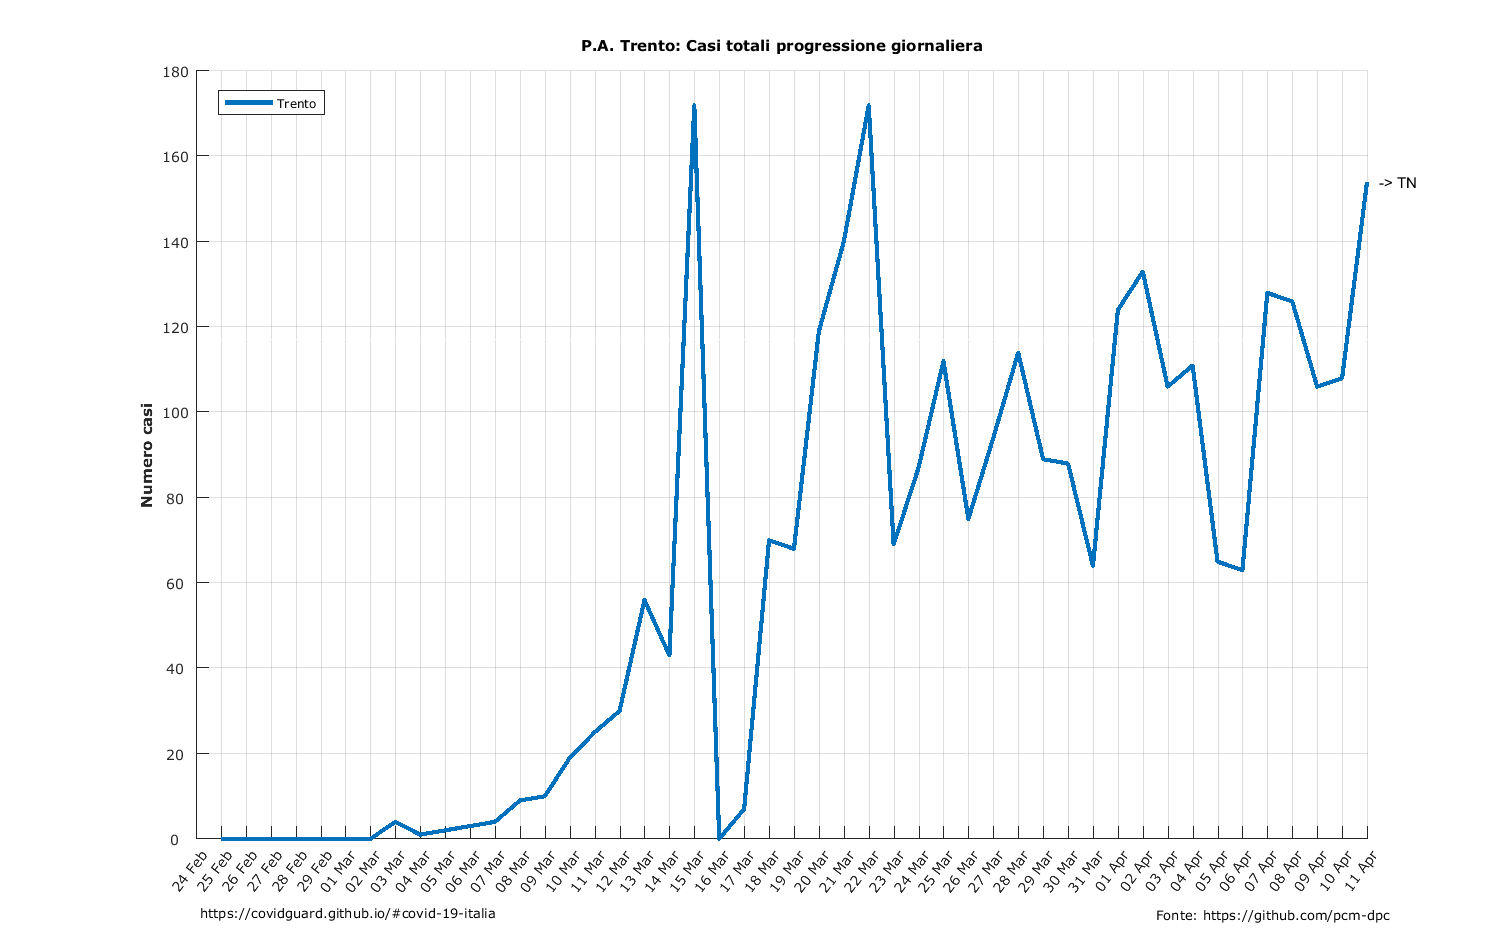 P.A. Trento: Casi totali progressione giornaliera
180
Trento
160
-> TN
140
120
100
Numero casi
80
60
40
20
0
24 Feb 25 Feb 26 Feb 27 Feb 28 Feb 29 Feb 01 Mar 02 Mar 03 Mar 04 Mar 05 Mar 06 Mar 07 Mar 08 Mar 09 Mar 10 Mar 11 Mar 12 Mar 13 Mar 14 Mar 15 Mar 16 Mar 17 Mar 18 Mar 19 Mar 20 Mar 21 Mar 22 Mar 23 Mar 24 Mar 25 Mar 26 Mar 27 Mar 28 Mar 29 Mar 30 Mar 31 Mar 01 Apr 02 Apr 03 Apr 04 Apr 05 Apr 06 Apr 07 Apr 08 Apr 09 Apr 10 Apr 11 Apr
https://covidguard.github.io/#covid-19-italia
Fonte: https://github.com/pcm-dpc